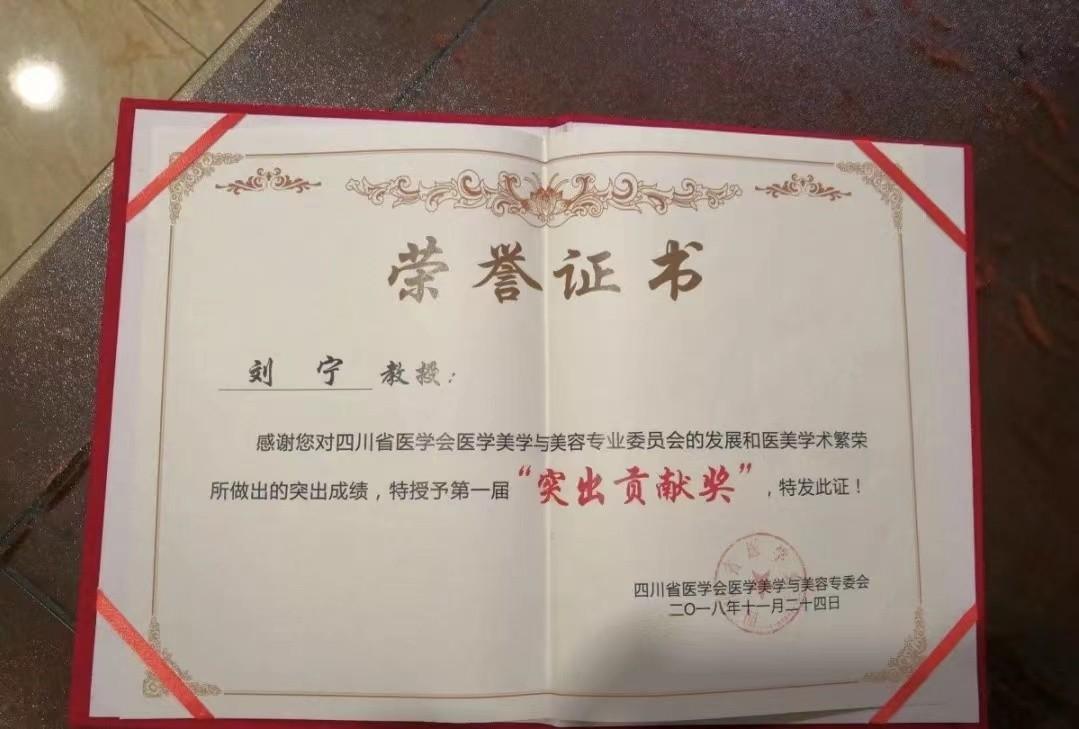 荣誉证书
刘宁 教授：
感谢您对四川省医学会医学美学与美容专业委员会的发展和医美学术繁荣
所做出的突出成绩，特授予第一届“突出贡献奖”，特发此证！
四川省医学会医学美学与美容专委会
二〇一八年十一月二十四日